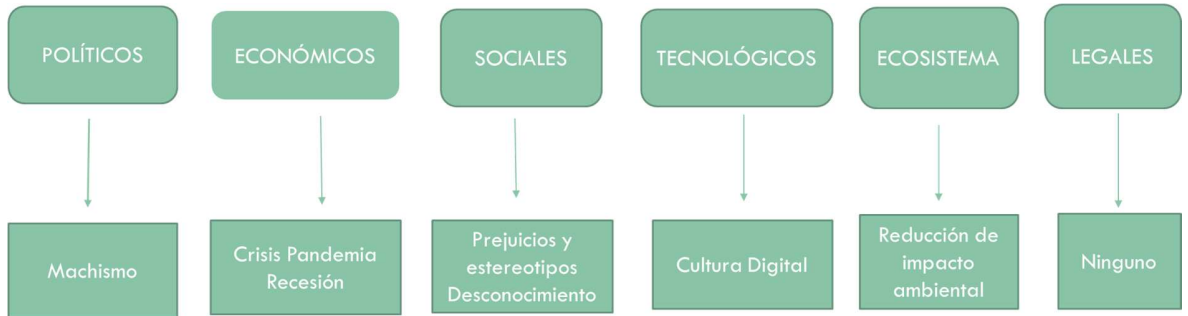 POLÍTICOS
ECONÓMICOS
SOCIALES
TECNOLÓGICOS
ECOSISTEMA
LEGALES
Machismo
Crisis Pandemia
Recesión
Prejuicios y
estereotipos
Desconocimiento
Cultura Digital
Reducción de
impacto
ambiental
Ninguno